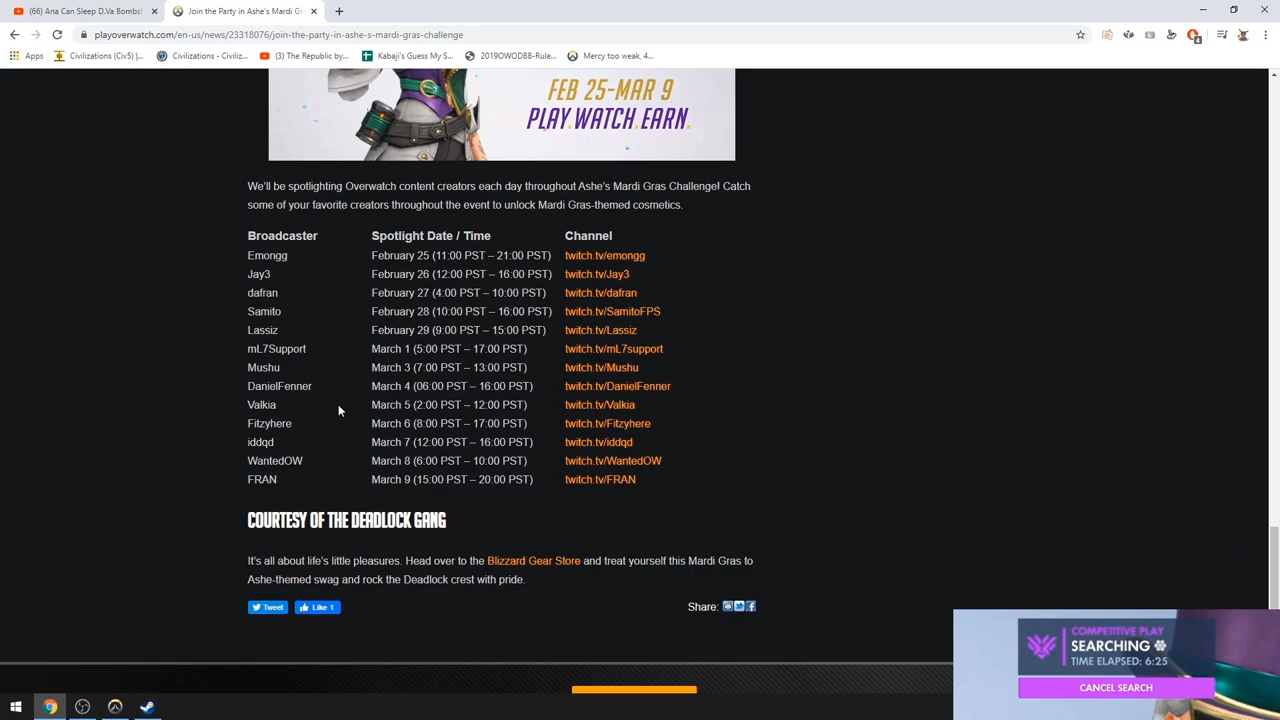 (66) Ana Can Sleep D.Va Bombs!
Join the Party in Ashe's Mardi Gr
playoverwatch.com/en-us/news/23318076/join-the-party-in-ashe-s-mardi-gras-challenge
Apps
Civilizations (Civ5) |...
Civilizations - Civiliz...
(3) The Republic by...
Kabaji's Guess My S...
2019OWODBB-Rule...
Mercy too weak, 4...
FEB 25-MAR 9
PLAY.WATCH.EARN.
We'll be spotlighting Overwatch content creators each day throughout Ashe's Mardi Gras Challenge! Catch
some of your favorite creators throughout the event to unlock Mardi Gras-themed cosmetics.
Broadcaster Spotlight Date / Time Channel
Emongg February 25 (11:00 PST – 21:00 PST) twitch.tv/emongg
Jay3 February 26 (12:00 PST – 16:00 PST) twitch.tv/Jay3
dafran February 27 (4:00 PST – 10:00 PST) twitch.tv/dafran
Samito February 28 (10:00 PST – 16:00 PST) twitch.tv/SamitoFPS
Lassiz February 29 (9:00 PST – 15:00 PST) twitch.tv/Lassiz
mL7Support March 1 (5:00 PST – 17:00 PST) twitch.tv/mL7support
Mushu March 3 (7:00 PST – 13:00 PST) twitch.tv/Mushu
DanielFenner March 4 (06:00 PST – 16:00 PST) twitch.tv/DanielFenner
Valkia March 5 (2:00 PST – 12:00 PST) twitch.tv/Valkia
Fitzyhere March 6 (8:00 PST – 17:00 PST) twitch.tv/Fitzyhere
iddqd March 7 (12:00 PST – 16:00 PST) twitch.tv/iddqd
WantedOW March 8 (6:00 PST – 10:00 PST) twitch.tv/WantedOW
FRAN March 9 (15:00 PST – 20:00 PST) twitch.tv/FRAN
COURTESY OF THE DEADLOCK GANG
It's all about life's little pleasures. Head over to the Blizzard Gear Store and treat yourself this Mardi Gras to
Ashe-themed swag and rock the Deadlock crest with pride.
Tweet
Like 1
Share:
COMPETITIVE PLAY
SEARCHING
TIME ELAPSED: 6:25
CANCEL SEARCH